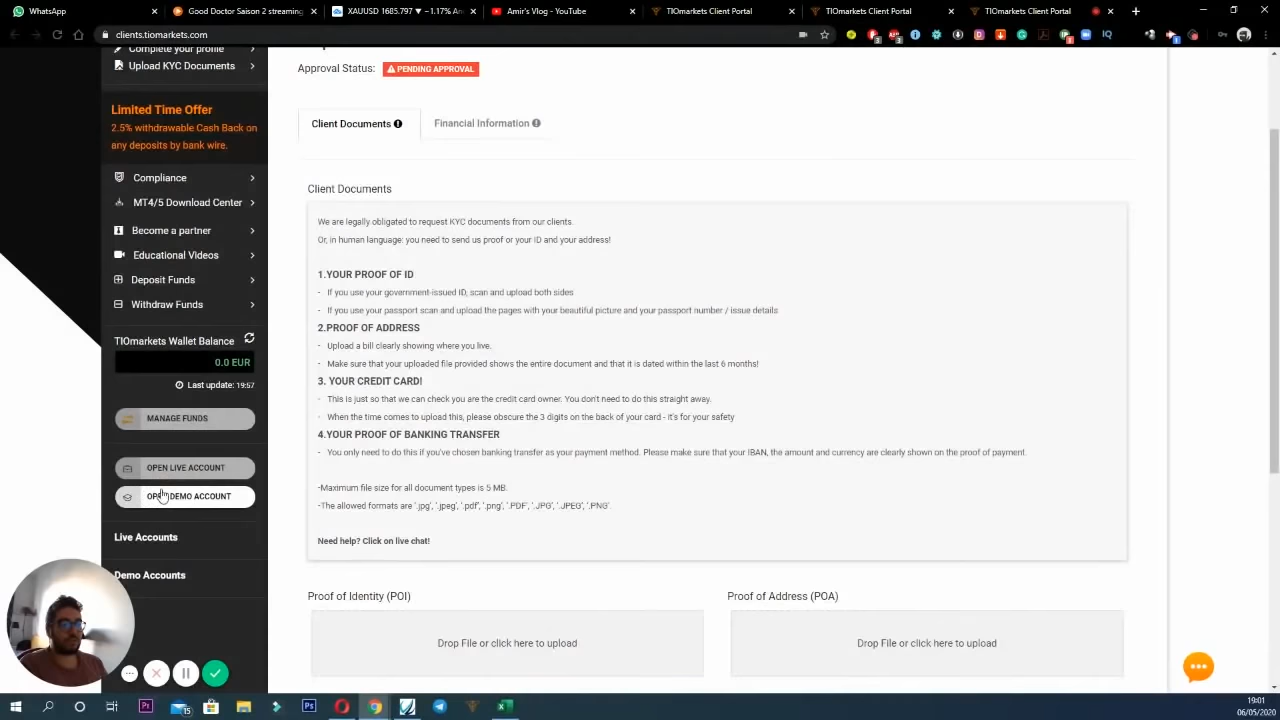 WhatsApp
Good Doctor Saison 2 streaming
XAUUSD 1685.797 ▼ −1.17% An
Amir's Vlog - YouTube
TIOmarkets Client Portal
TIOmarkets Client Portal
TIOmarkets Client Portal
clients.tiomarkets.com
Complete your profile
Upload KYC Documents
Limited Time Offer
2.5% withdrawable Cash Back on
any deposits by bank wire.
Compliance
MT4/5 Download Center
Become a partner
Educational Videos
Deposit Funds
Withdraw Funds
TIOmarkets Wallet Balance
0.0 EUR
Last update: 19:57
MANAGE FUNDS
OPEN LIVE ACCOUNT
OPEN DEMO ACCOUNT
Live Accounts
Demo Accounts
Approval Status: PENDING APPROVAL
Client Documents
Financial Information
Client Documents
We are legally obligated to request KYC documents from our clients.
Or, in human language: you need to send us proof or your ID and your address!
1.YOUR PROOF OF ID
- If you use your government-issued ID, scan and upload both sides
- If you use your passport scan and upload the pages with your beautiful picture and your passport number / issue details
2.PROOF OF ADDRESS
- Upload a bill clearly showing where you live.
- Make sure that your uploaded file provided shows the entire document and that it is dated within the last 6 months!
3. YOUR CREDIT CARD!
- This is just so that we can check you are the credit card owner. You don't need to do this straight away.
- When the time comes to upload this, please obscure the 3 digits on the back of your card - it's for your safety
4.YOUR PROOF OF BANKING TRANSFER
- You only need to do this if you've chosen banking transfer as your payment method. Please make sure that your IBAN, the amount and currency are clearly shown on the proof of payment.
-Maximum file size for all document types is 5 MB.
-The allowed formats are '.jpg', '.jpeg', '.pdf', '.png', '.PDF', '.JPG', '.JPEG', '.PNG'.
Need help? Click on live chat!
Proof of Identity (POI)
Proof of Address (POA)
Drop File or click here to upload
Drop File or click here to upload
19:01
06/05/2020